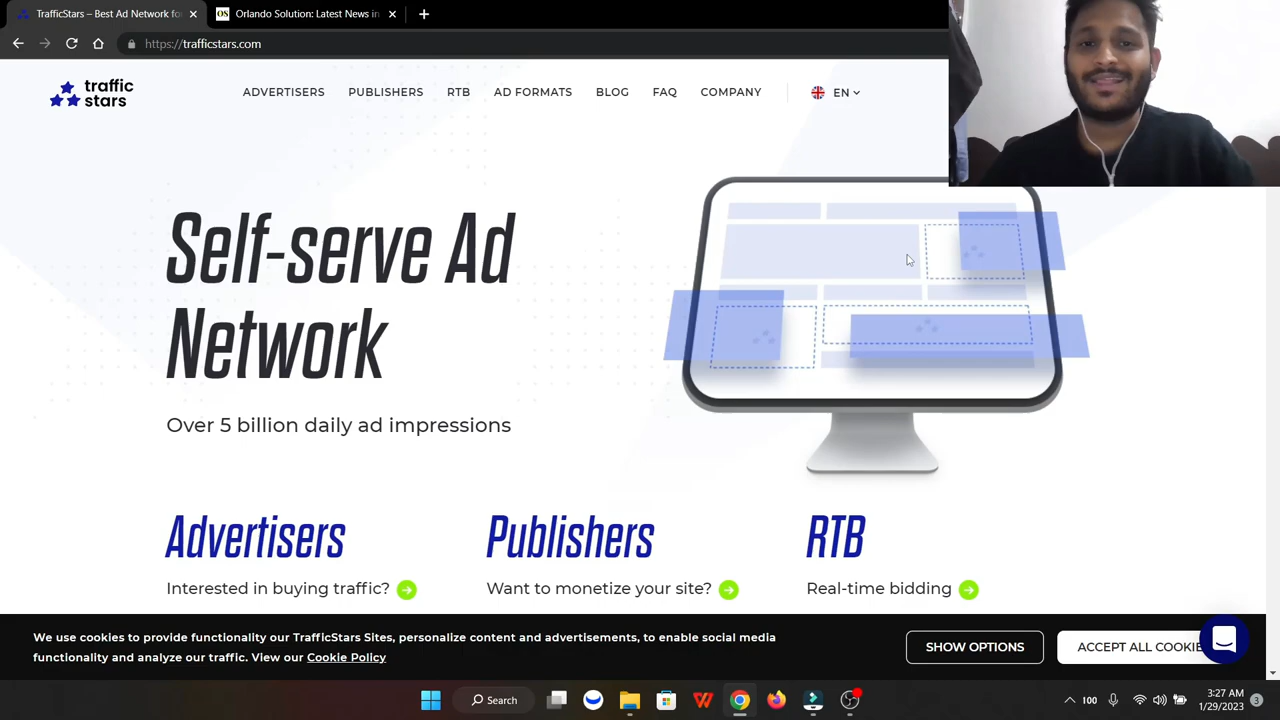 TrafficStars – Best Ad Network fo
OS Orlando Solution: Latest News in
https://trafficstars.com
traffic
stars
ADVERTISERS PUBLISHERS RTB AD FORMATS BLOG FAQ COMPANY EN
Self-serve Ad
Network
Over 5 billion daily ad impressions
Advertisers Publishers RTB
Interested in buying traffic? Want to monetize your site? Real-time bidding
We use cookies to provide functionality our TrafficStars Sites, personalize content and advertisements, to enable social media
functionality and analyze our traffic. View our Cookie Policy
SHOW OPTIONS ACCEPT ALL COOKIE
Search 100 3:27 AM
1/29/2023 3